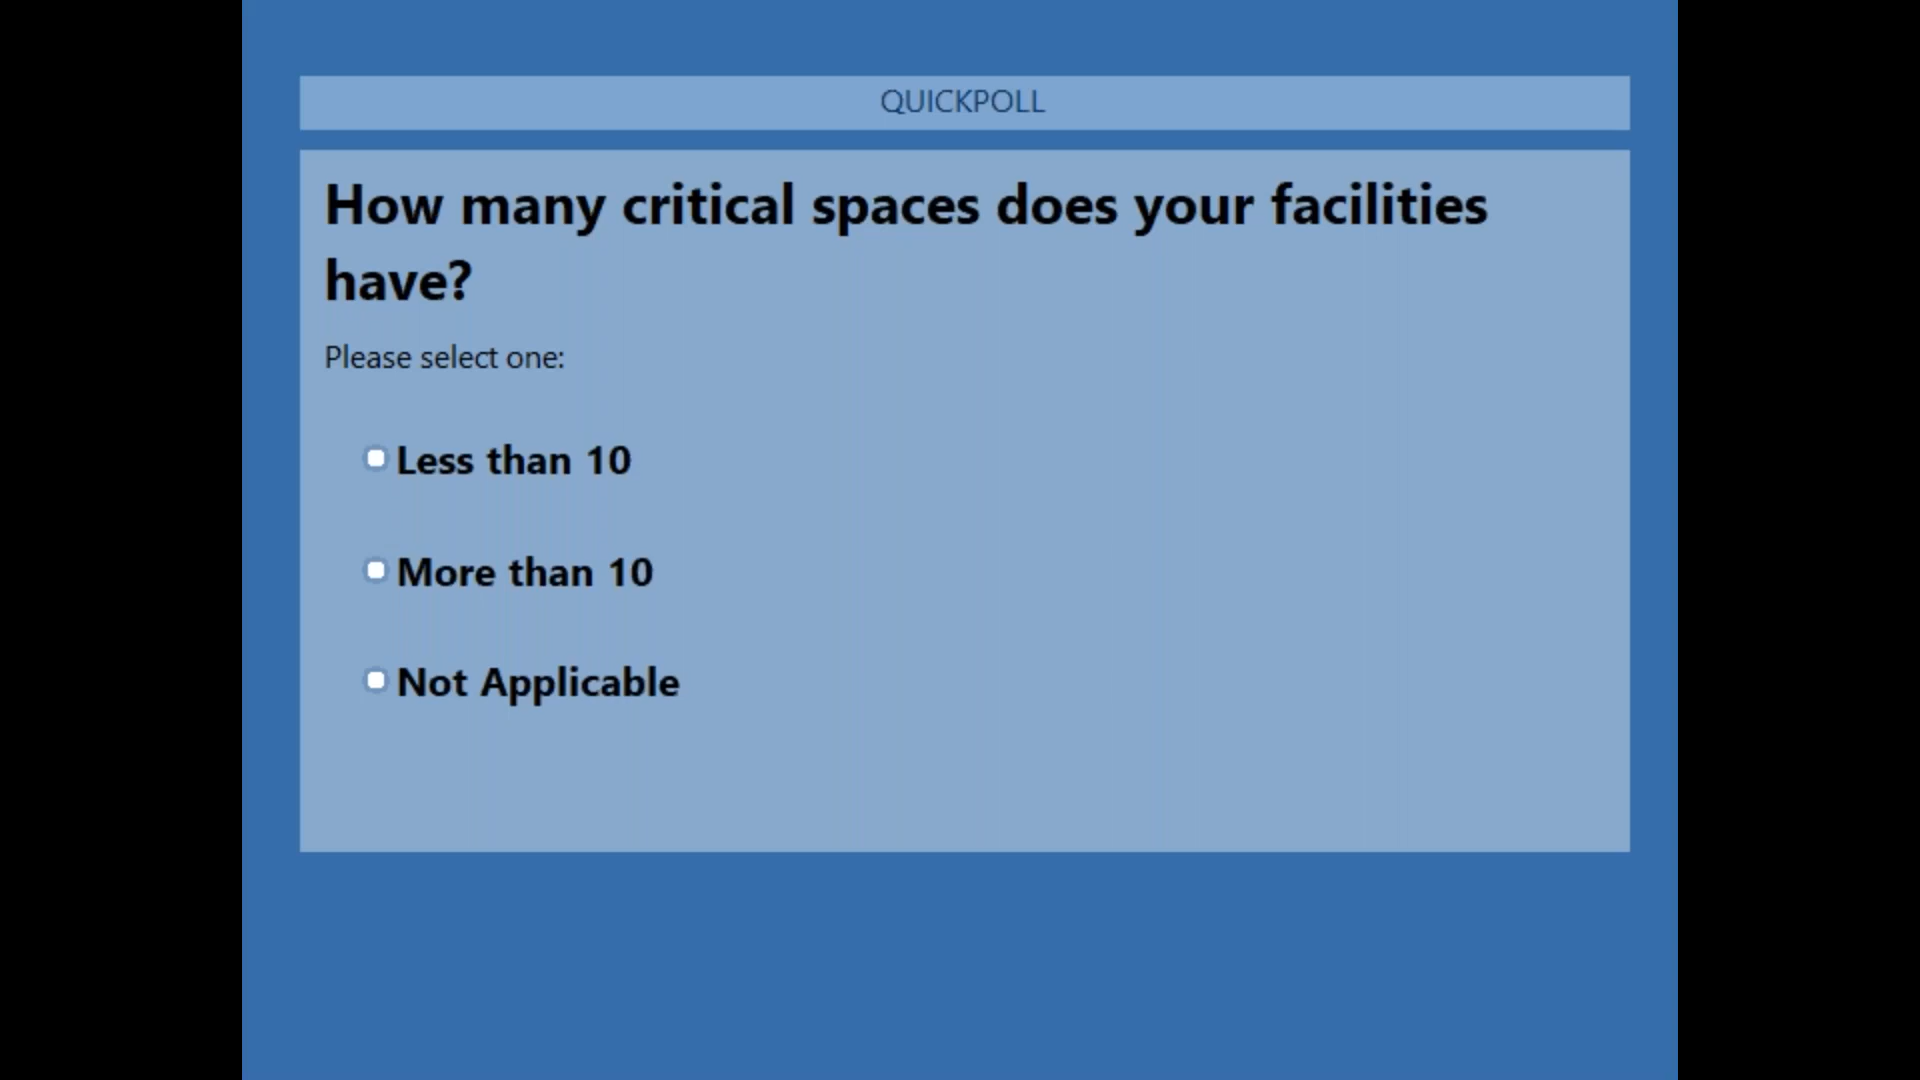 QUICKPOLL
How many critical spaces does your facilities
have?
Please select one:
Less than 10
More than 10
Not Applicable